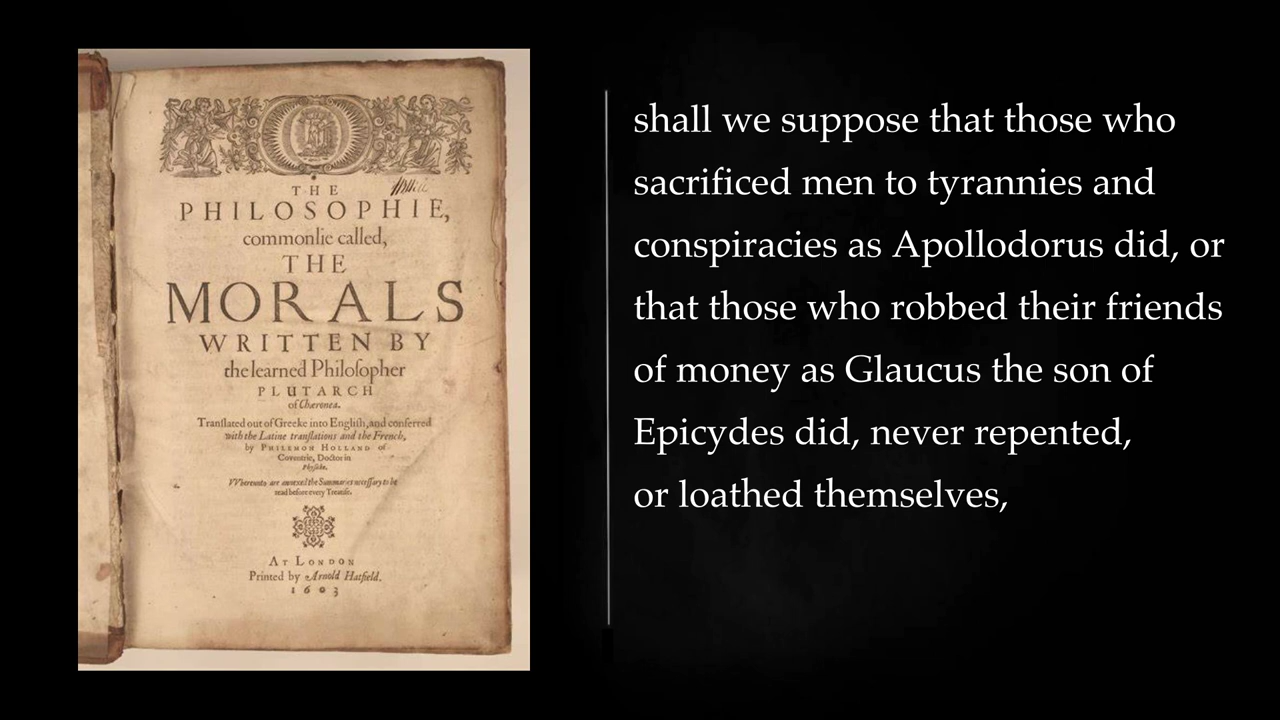 THE
PHILOSOPHIE,
commonlie called,
THE
MORALS
WRITTEN BY
the learned Philoſopher
PLUTARCH
of Chæronea.
Tranſlated out of Greeke into Engliſh, and conferred
with the Latine tranſlations and the French,
by PHILEMON HOLLAND of
Coventrie, Doctor in
Phyſicke.
VVhereunto are annexed the Summaries neceſſary to be
read before every Treatiſe.
AT LONDON
Printed by Arnold Hatfield.
1603
shall we suppose that those who
sacrificed men to tyrannies and
conspiracies as Apollodorus did, or
that those who robbed their friends
of money as Glaucus the son of
Epicydes did, never repented,
or loathed themselves,